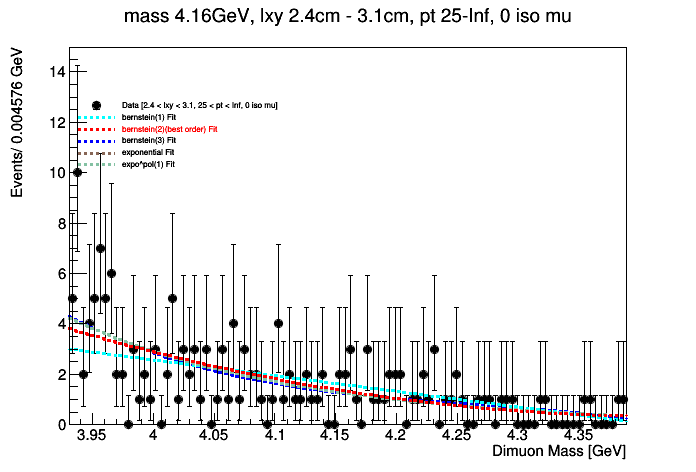 mass 4.16GeV, lxy 2.4cm - 3.1cm, pt 25-Inf, 0 iso mu
Events/ 0.004576 GeV
14
12
10
8
6
4
2
0
Data [2.4 < lxy < 3.1, 25 < pt < Inf, 0 iso mu]
bernstein(1) Fit
bernstein(2)(best order) Fit
bernstein(3) Fit
exponential Fit
expo*pol(1) Fit
3.95 4 4.05 4.1 4.15 4.2 4.25 4.3 4.35
Dimuon Mass [GeV]